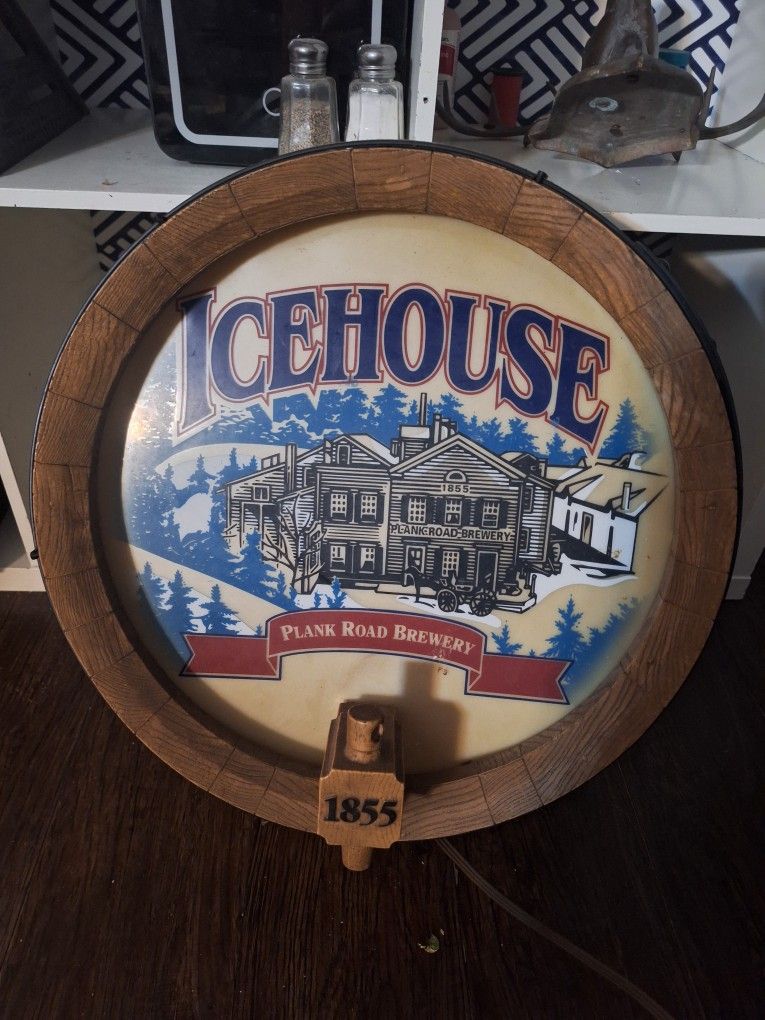 ICEHOUSE
1855
PLANK·ROAD·BREWERY
PLANK ROAD BREWERY
1855